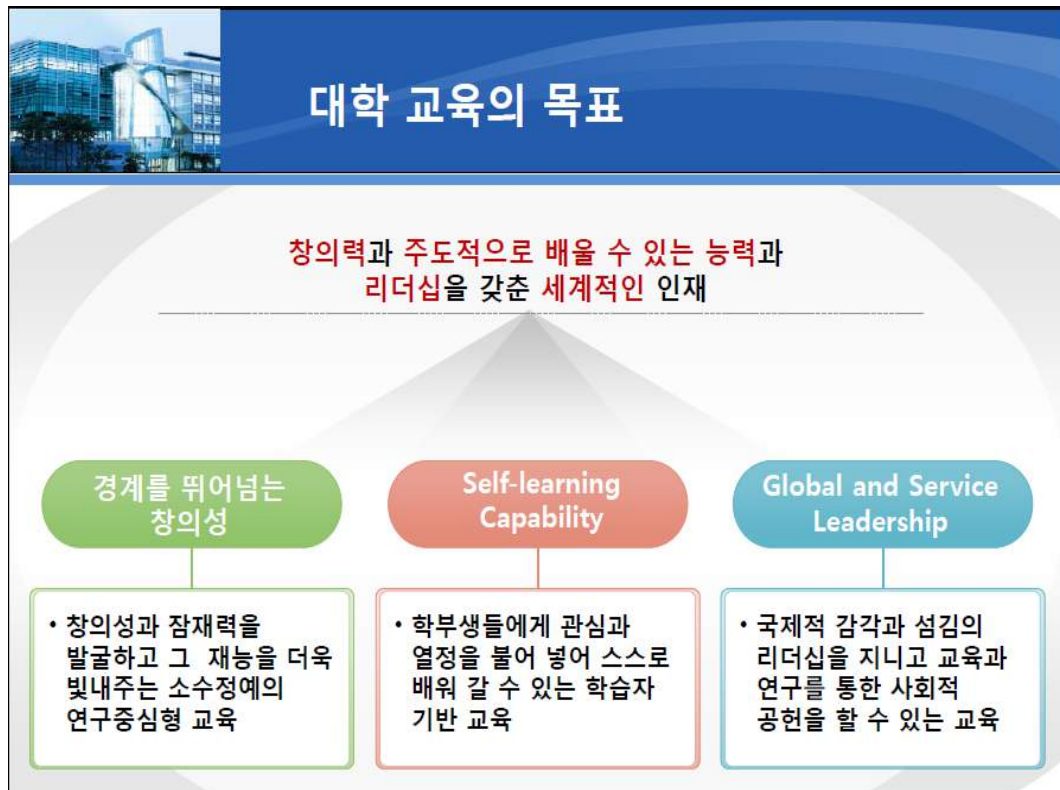 대학 교육의 목표
창의력과 주도적으로 배울 수 있는 능력과
리더십을 갖춘 세계적인 인재
경계를 뛰어넘는
창의성
• 창의성과 잠재력을
발굴하고 그 재능을 더욱
빛내주는 소수정예의
연구중심형 교육
Self-learning
Capability
• 학부생들에게 관심과
열정을 불어 넣어 스스로
배워 갈 수 있는 학습자
기반 교육
Global and Service
Leadership
• 국제적 감각과 섬김의
리더십을 지니고 교육과
연구를 통한 사회적
공헌을 할 수 있는 교육